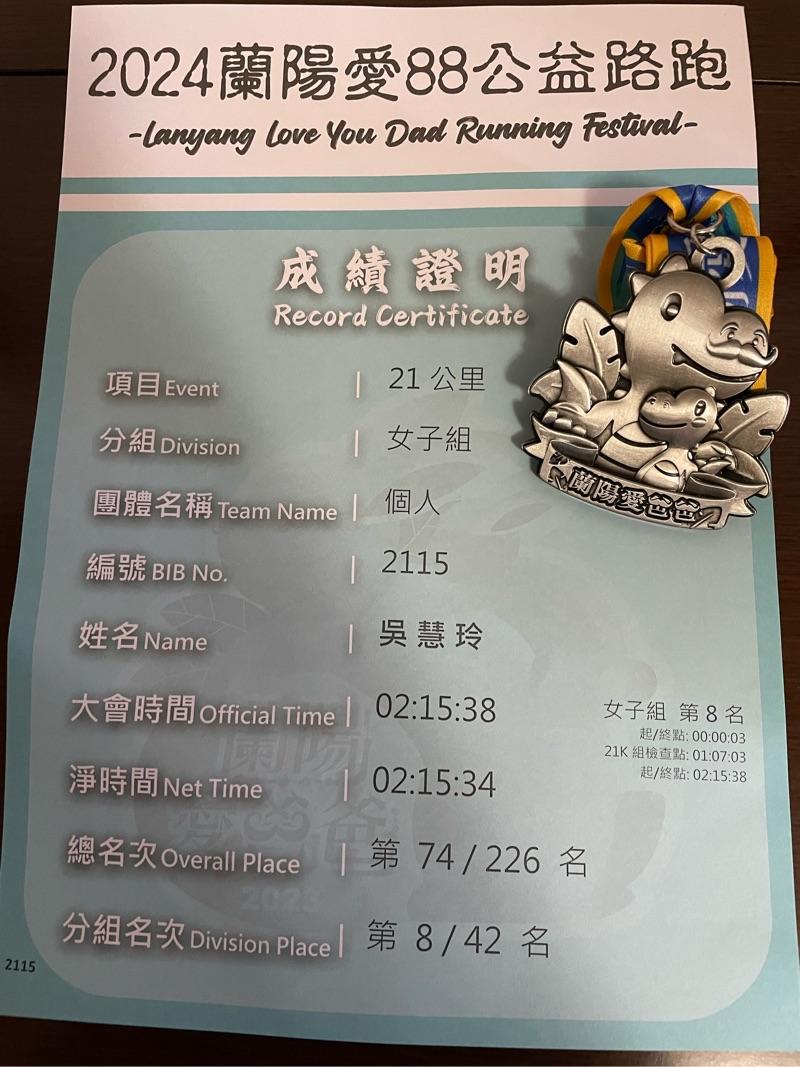 2024蘭陽愛88公益路跑
-Lanyang Love You Dad Running Festival-
成績證明
Record Certificate
項目Event | 21 公里
分組Division | 女子組
團體名稱Team Name | 個人
編號BIB No. | 2115
姓名Name | 吳慧玲
大會時間Official Time | 02:15:38
女子組 第 8 名
起/終點: 00:00:03
21K 組檢查點: 01:07:03
起/終點: 02:15:38
淨時間Net Time | 02:15:34
總名次Overall Place | 第 74 / 226 名
分組名次Division Place | 第 8 / 42 名
2115
蘭陽愛爸爸
蘭陽
愛爸爸